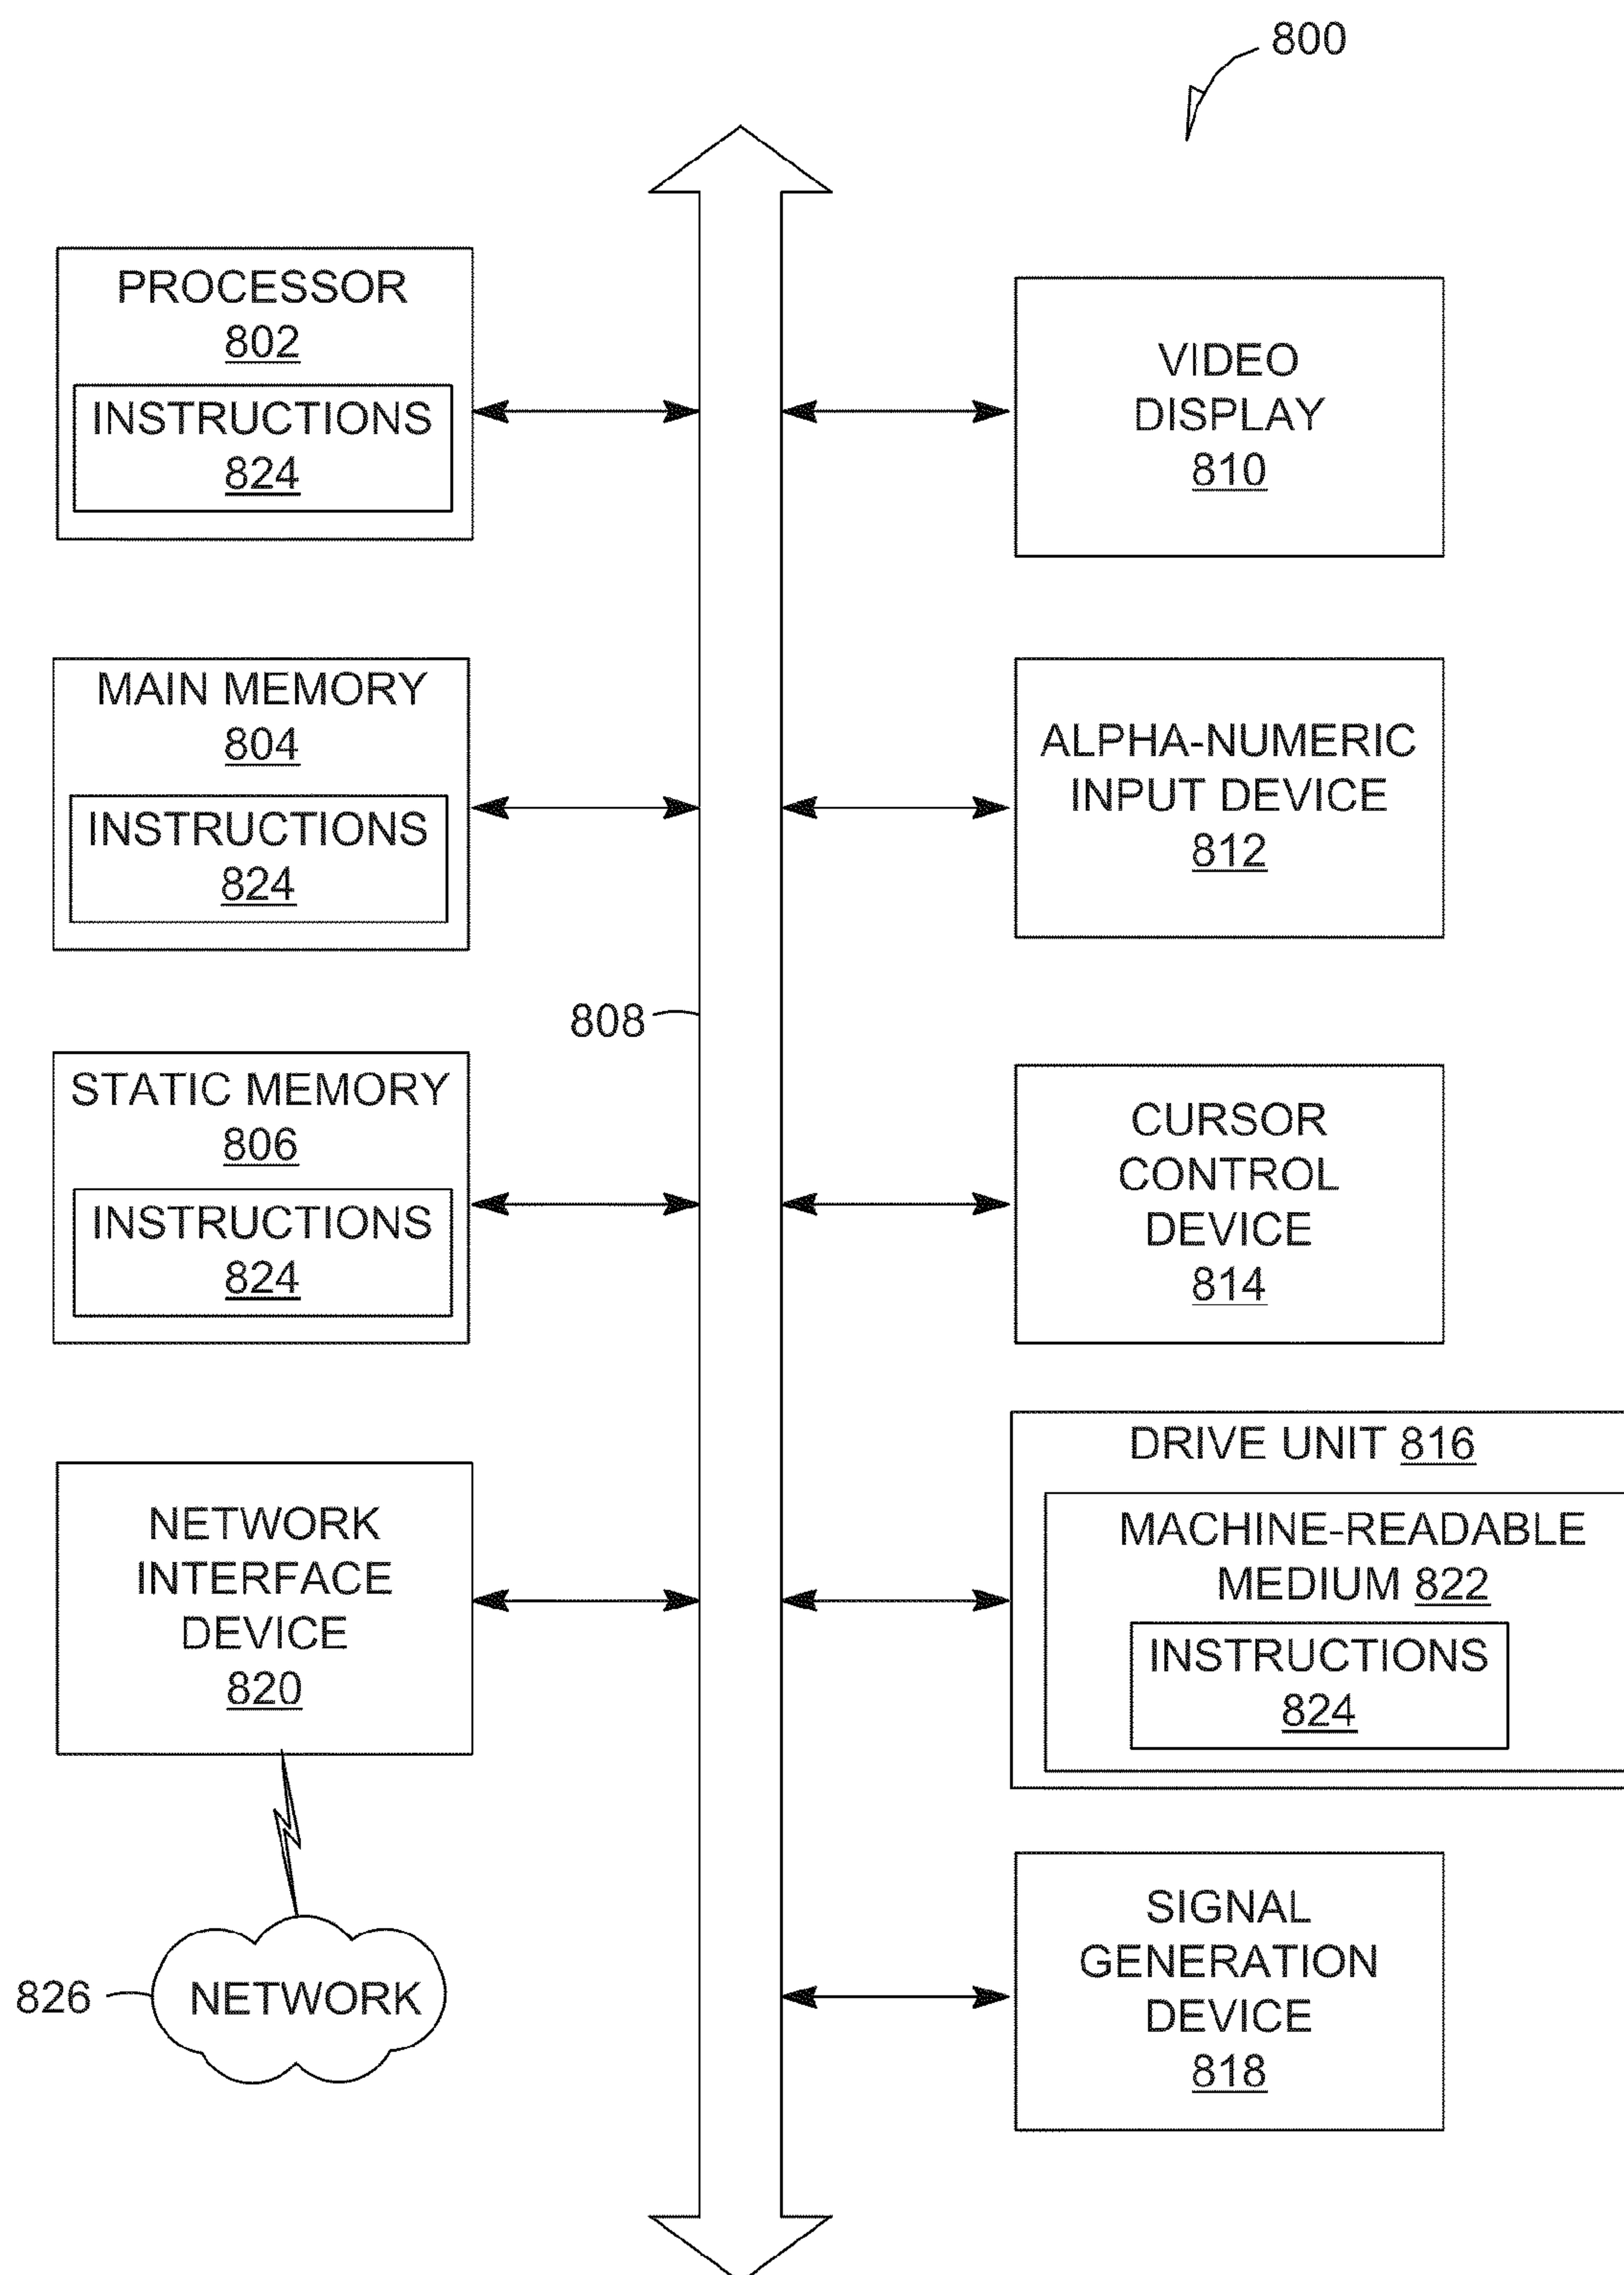 800
PROCESSOR
802
INSTRUCTIONS
824
VIDEO
DISPLAY
810
MAIN MEMORY
804
INSTRUCTIONS
824
ALPHA-NUMERIC
INPUT DEVICE
812
808
STATIC MEMORY
806
INSTRUCTIONS
824
CURSOR
CONTROL
DEVICE
814
NETWORK
INTERFACE
DEVICE
820
DRIVE UNIT 816
MACHINE-READABLE
MEDIUM 822
INSTRUCTIONS
824
826
NETWORK
SIGNAL
GENERATION
DEVICE
818